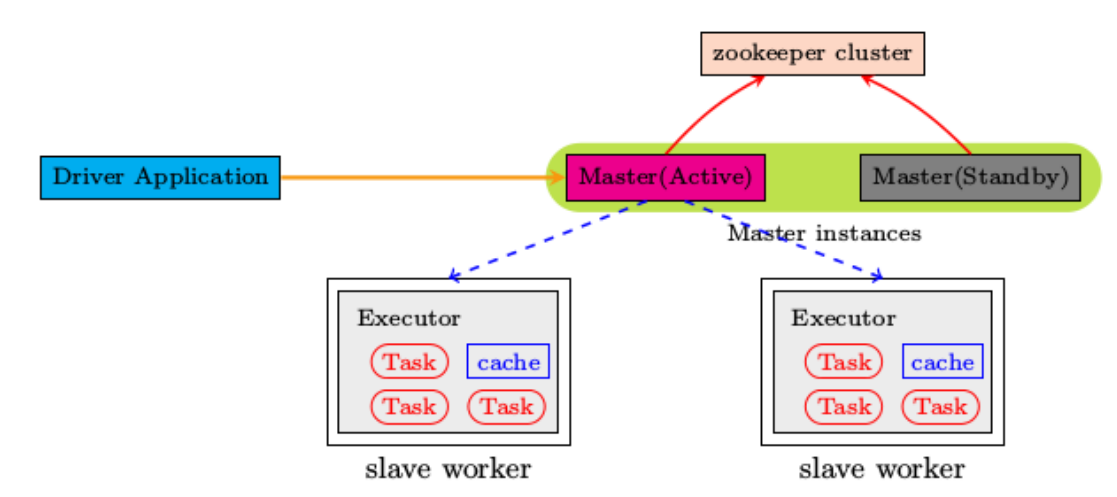 zookeeper cluster
Driver Application
Master(Active)
Master(Standby)
Master instances
Executor
Task
cache
Task
Task
slave worker
Executor
Task
cache
Task
Task
slave worker